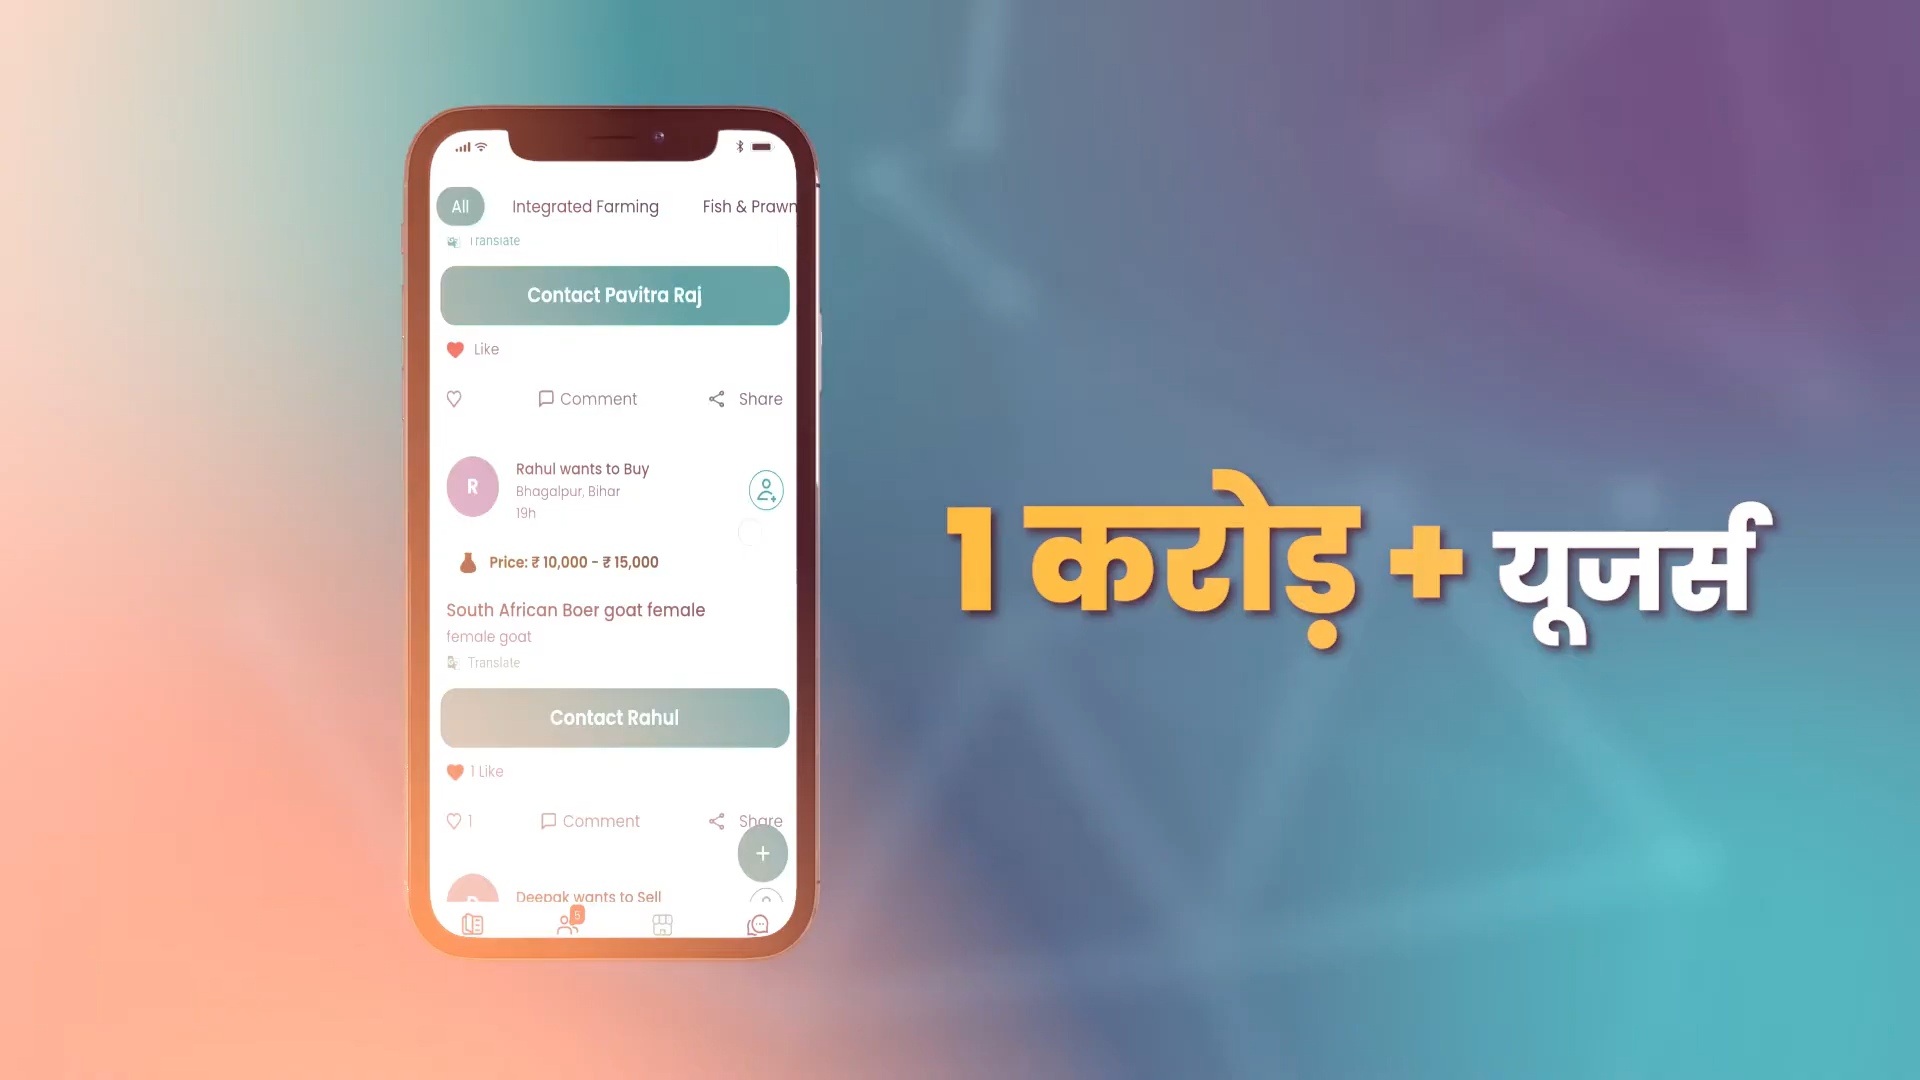 All Integrated Farming Fish & Prawn
Translate
Contact Pavitra Raj
Like
Comment Share
R
Rahul wants to Buy
Bhagalpur, Bihar
19h
Price: ₹ 10,000 - ₹ 15,000
South African Boer goat female
female goat
Translate
Contact Rahul
1 Like
1 Comment Share
+
Deepak wants to Sell
5
1 करोड़ + यूजर्स